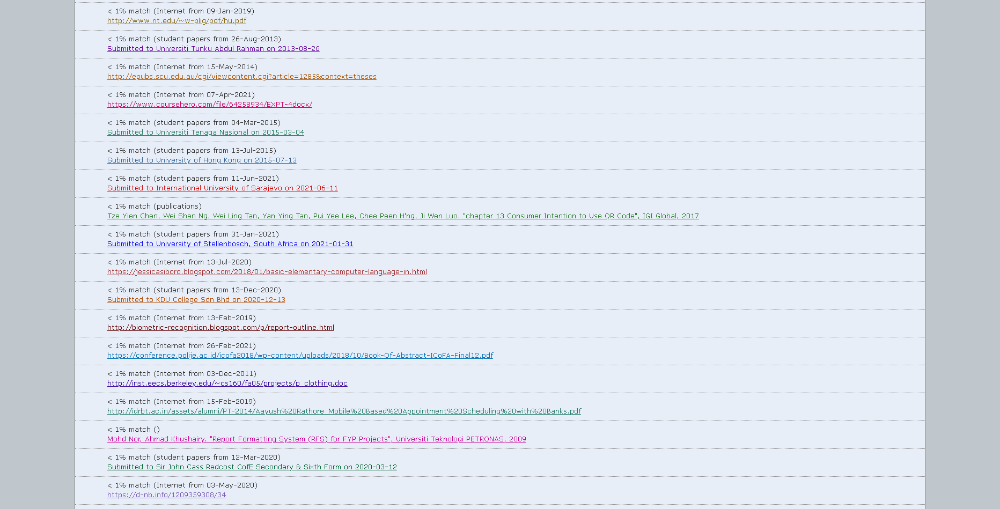 < 1% match (Internet from 09-Jan-2019)
http://www.rit.edu/~w-plig/pdf/hu.pdf
< 1% match (student papers from 26-Aug-2013)
Submitted to Universiti Tunku Abdul Rahman on 2013-08-26
< 1% match (Internet from 15-May-2014)
http://epubs.scu.edu.au/cgi/viewcontent.cgi?article=1285&context=theses
< 1% match (Internet from 07-Apr-2021)
https://www.coursehero.com/file/64258934/EXPT-4docx/
< 1% match (student papers from 04-Mar-2015)
Submitted to Universiti Tenaga Nasional on 2015-03-04
< 1% match (student papers from 13-Jul-2015)
Submitted to University of Hong Kong on 2015-07-13
< 1% match (student papers from 11-Jun-2021)
Submitted to International University of Sarajevo on 2021-06-11
< 1% match (publications)
Tze Yien Chen, Wei Shen Ng, Wei Ling Tan, Yan Ying Tan, Pui Yee Lee, Chee Peen H'ng, Ji Wen Luo. "chapter 13 Consumer Intention to Use QR Code", IGI Global, 2017
< 1% match (student papers from 31-Jan-2021)
Submitted to University of Stellenbosch, South Africa on 2021-01-31
< 1% match (Internet from 13-Jul-2020)
https://jessicasiboro.blogspot.com/2018/01/basic-elementary-computer-language-in.html
< 1% match (student papers from 13-Dec-2020)
Submitted to KDU College Sdn Bhd on 2020-12-13
< 1% match (Internet from 13-Feb-2019)
http://biometric-recognition.blogspot.com/p/report-outline.html
< 1% match (Internet from 26-Feb-2021)
https://conference.polije.ac.id/icofa2018/wp-content/uploads/2018/10/Book-Of-Abstract-ICoFA-Final12.pdf
< 1% match (Internet from 03-Dec-2011)
http://inst.eecs.berkeley.edu/~cs160/fa05/projects/p_clothing.doc
< 1% match (Internet from 15-Feb-2019)
http://idrbt.ac.in/assets/alumni/PT-2014/Aayush%20Rathore_Mobile%20Based%20Appointment%20Scheduling%20with%20Banks.pdf
< 1% match ()
Mohd Nor, Ahmad Khushairy. "Report Formatting System (RFS) for FYP Projects", Universiti Teknologi PETRONAS, 2009
< 1% match (student papers from 12-Mar-2020)
Submitted to Sir John Cass Redcost CofE Secondary & Sixth Form on 2020-03-12
< 1% match (Internet from 03-May-2020)
https://d-nb.info/1209359308/34